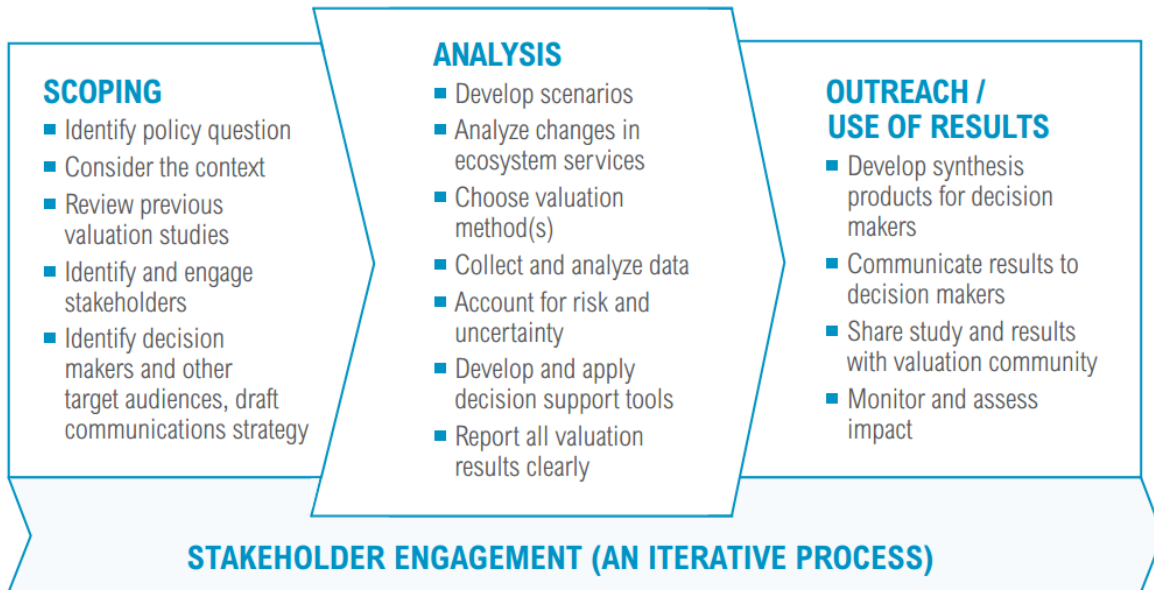 SCOPING
■ Identify policy question
■ Consider the context
■ Review previous
valuation studies
■ Identify and engage
stakeholders
■ Identify decision
makers and other
target audiences, draft
communications strategy
ANALYSIS
■ Develop scenarios
■ Analyze changes in
ecosystem services
■ Choose valuation
method(s)
■ Collect and analyze data
■ Account for risk and
uncertainty
■ Develop and apply
decision support tools
■ Report all valuation
results clearly
OUTREACH /
USE OF RESULTS
■ Develop synthesis
products for decision
makers
■ Communicate results to
decision makers
■ Share study and results
with valuation community
■ Monitor and assess
impact
STAKEHOLDER ENGAGEMENT (AN ITERATIVE PROCESS)